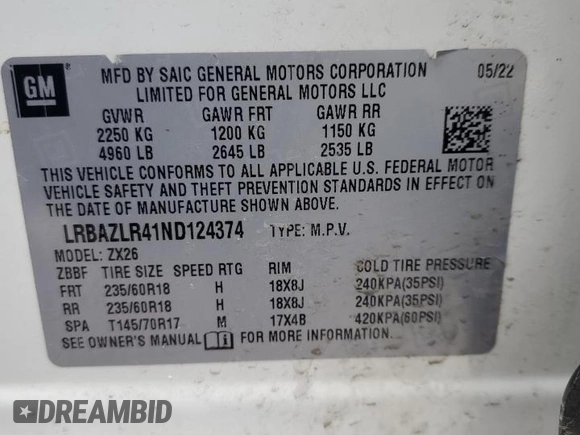 GM
MFD BY SAIC GENERAL MOTORS CORPORATION 05/22
LIMITED FOR GENERAL MOTORS LLC
GVWR GAWR FRT GAWR RR
2250 KG 1200 KG 1150 KG
4960 LB 2645 LB 2535 LB
THIS VEHICLE CONFORMS TO ALL APPLICABLE U.S. FEDERAL MOTOR
VEHICLE SAFETY AND THEFT PREVENTION STANDARDS IN EFFECT ON
THE DATE OF MANUFACTURE SHOWN ABOVE.
LRBAZLR41ND124374 TYPE: M.P.V.
MODEL: ZX26
ZBBF TIRE SIZE SPEED RTG RIM COLD TIRE PRESSURE
FRT 235/60R18 H 18X8J 240KPA(35PSI)
RR 235/60R18 H 18X8J 240KPA(35PSI)
SPA T145/70R17 M 17X4B 420KPA(60PSI)
SEE OWNER'S MANUAL FOR MORE INFORMATION
DREAMBID